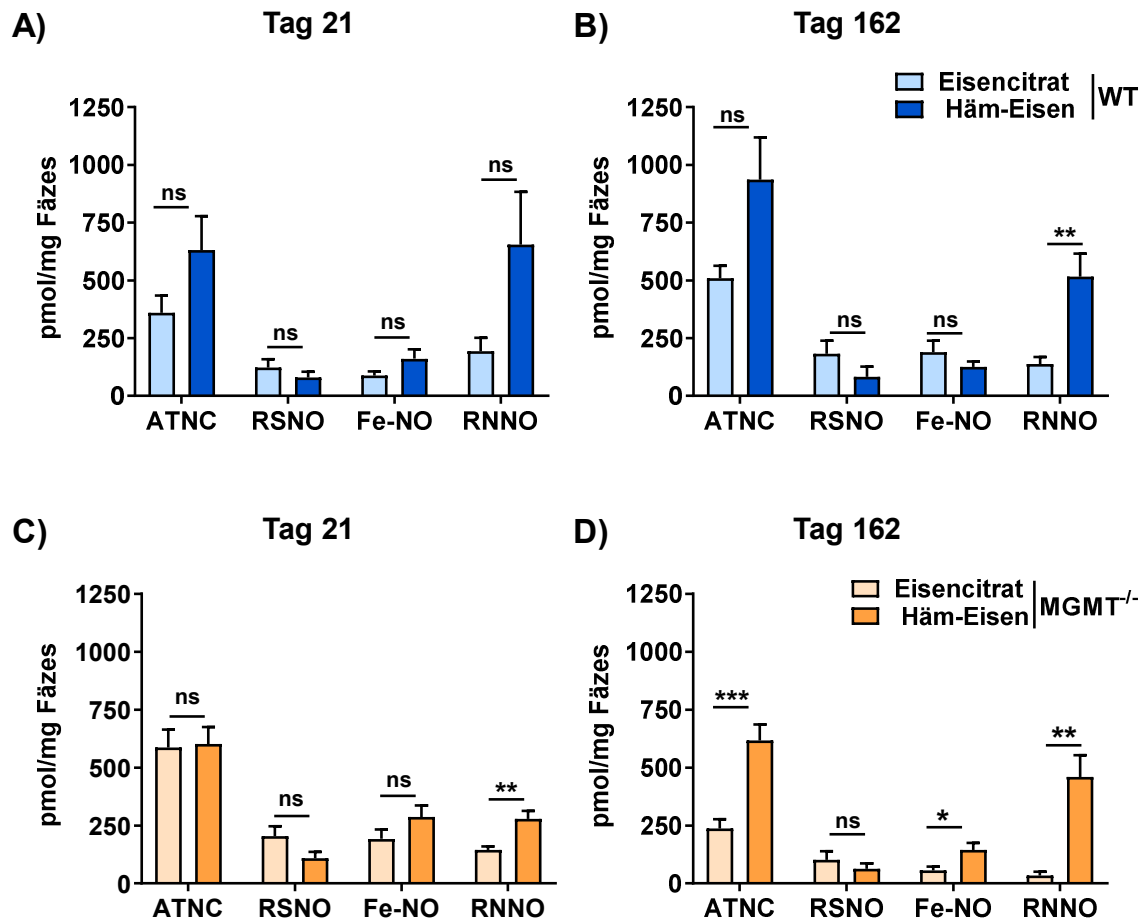 A) Tag 21
pmol/mg Fäzes
1250
1000
750
500
250
0
ns
ns
ns
ns
ATNC RSNO Fe-NO RNNO
B) Tag 162
Eisencitrat
Häm-Eisen
WT
pmol/mg Fäzes
1250
1000
750
500
250
0
ns
ns
ns
**
ATNC RSNO Fe-NO RNNO
C) Tag 21
pmol/mg Fäzes
1250
1000
750
500
250
0
ns
ns
ns
**
ATNC RSNO Fe-NO RNNO
D) Tag 162
Eisencitrat
Häm-Eisen
MGMT-/-
pmol/mg Fäzes
1250
1000
750
500
250
0
***
ns
*
**
ATNC RSNO Fe-NO RNNO